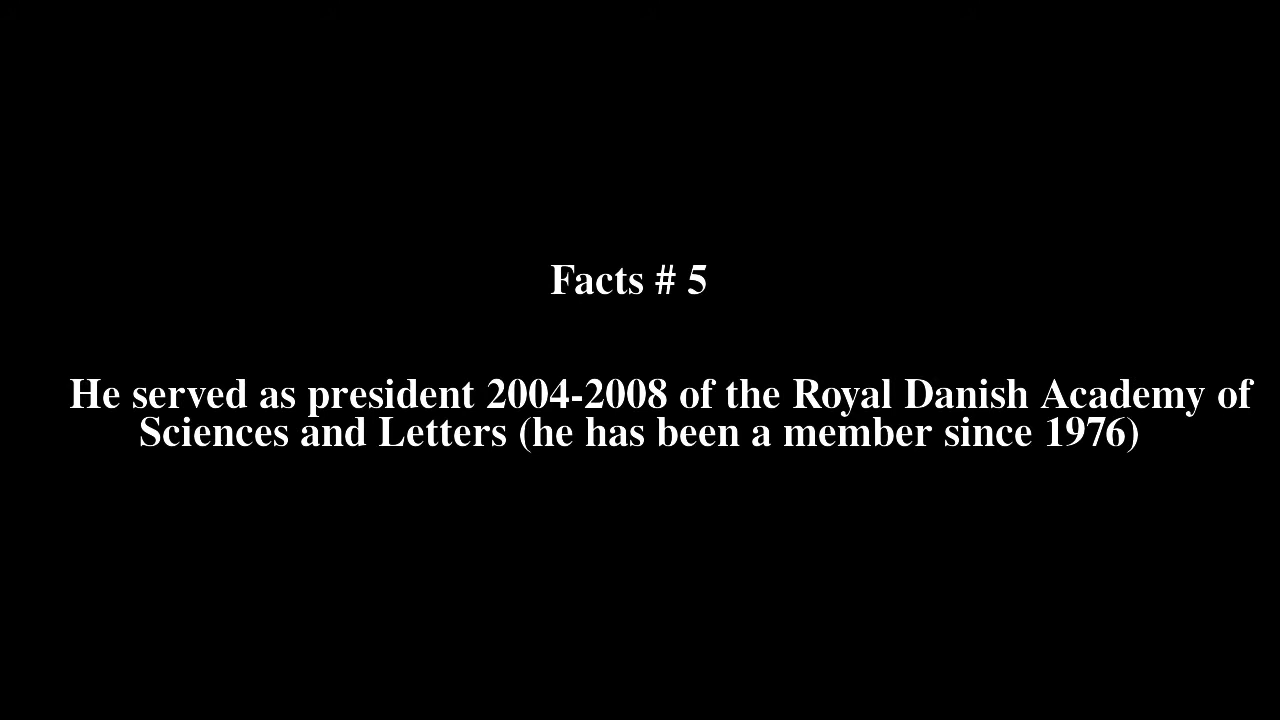 Facts # 5
He served as president 2004-2008 of the Royal Danish Academy of
Sciences and Letters (he has been a member since 1976)